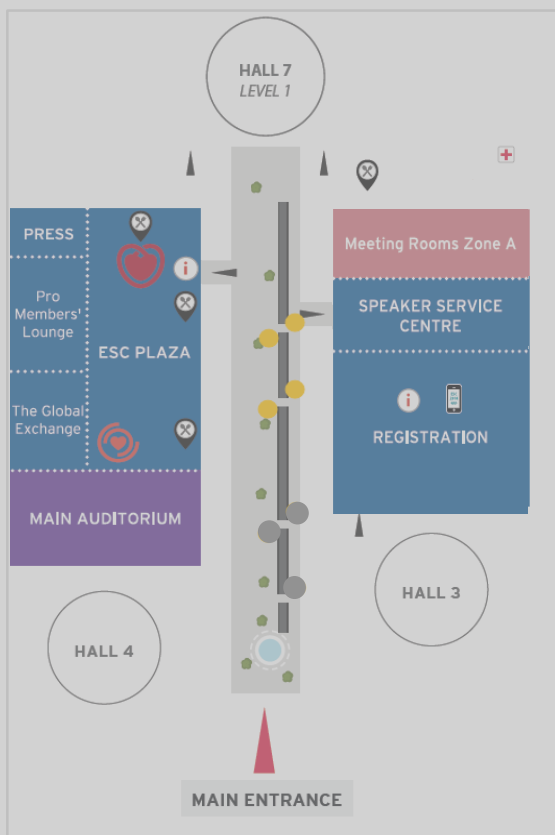 HALL 7
LEVEL 1
PRESS
Pro
Members'
Lounge
ESC PLAZA
The Global
Exchange
MAIN AUDITORIUM
i
Meeting Rooms Zone A
SPEAKER SERVICE
CENTRE
i
REGISTRATION
HALL 3
HALL 4
MAIN ENTRANCE